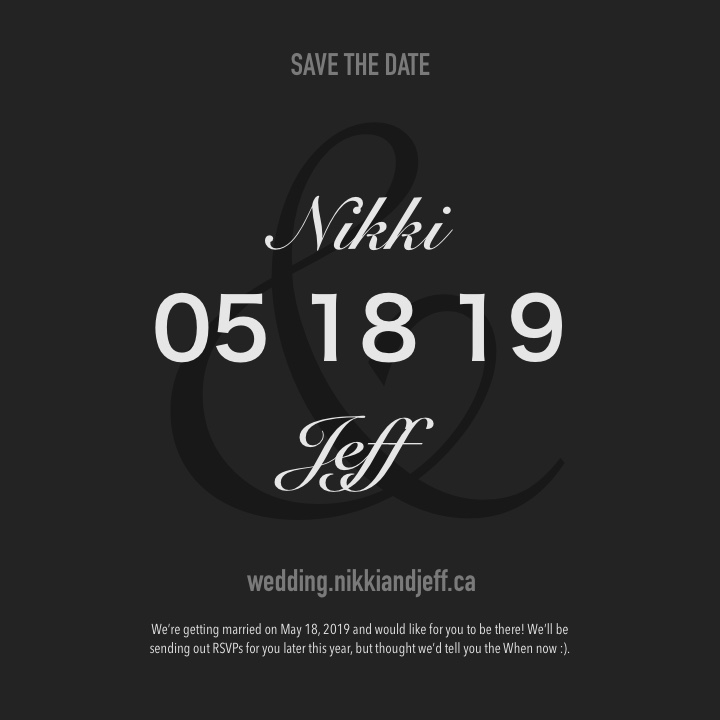 SAVE THE DATE
Nikki
05 18 19
&
Jeff
wedding.nikkiandjeff.ca
We’re getting married on May 18, 2019 and would like for you to be there! We’ll be
sending out RSVPs for you later this year, but thought we’d tell you the When now :).